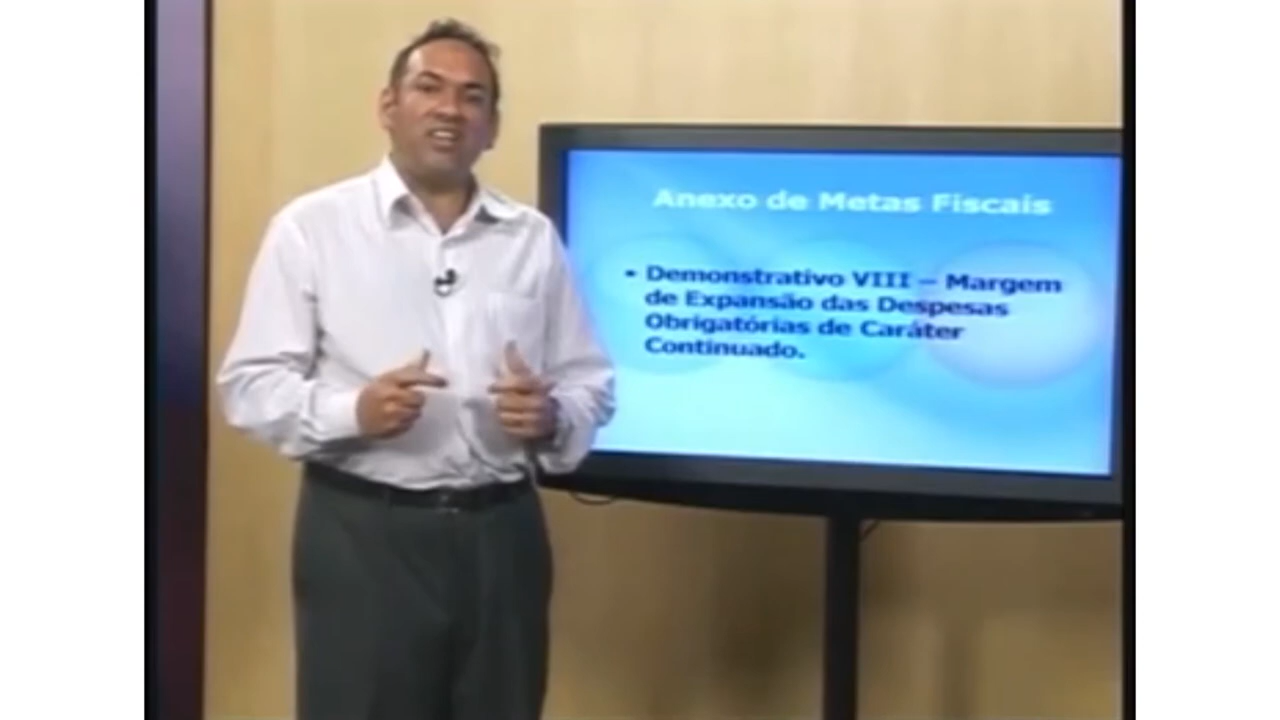 Anexo de Metas Fiscais
• Demonstrativo VIII – Margem
de Expansão das Despesas
Obrigatórias de Caráter
Continuado.